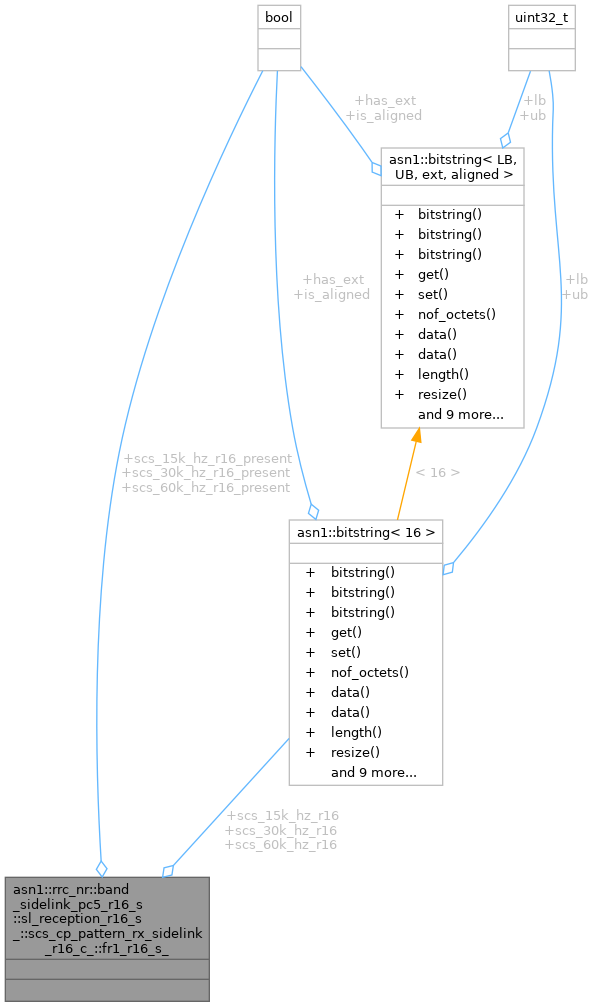 bool
uint32_t
+has_ext
+is_aligned
+lb
+ub
asn1::bitstring< LB,
UB, ext, aligned >
+ bitstring()
+ bitstring()
+ bitstring()
+ get()
+ set()
+ nof_octets()
+ data()
+ data()
+ length()
+ resize()
and 9 more...
+has_ext
+is_aligned
+lb
+ub
+scs_15k_hz_r16_present
+scs_30k_hz_r16_present
+scs_60k_hz_r16_present
< 16 >
asn1::bitstring< 16 >
+ bitstring()
+ bitstring()
+ bitstring()
+ get()
+ set()
+ nof_octets()
+ data()
+ data()
+ length()
+ resize()
and 9 more...
+scs_15k_hz_r16
+scs_30k_hz_r16
+scs_60k_hz_r16
asn1::rrc_nr::band
_sidelink_pc5_r16_s
::sl_reception_r16_s
_::scs_cp_pattern_rx_sidelink
_r16_c_::fr1_r16_s_